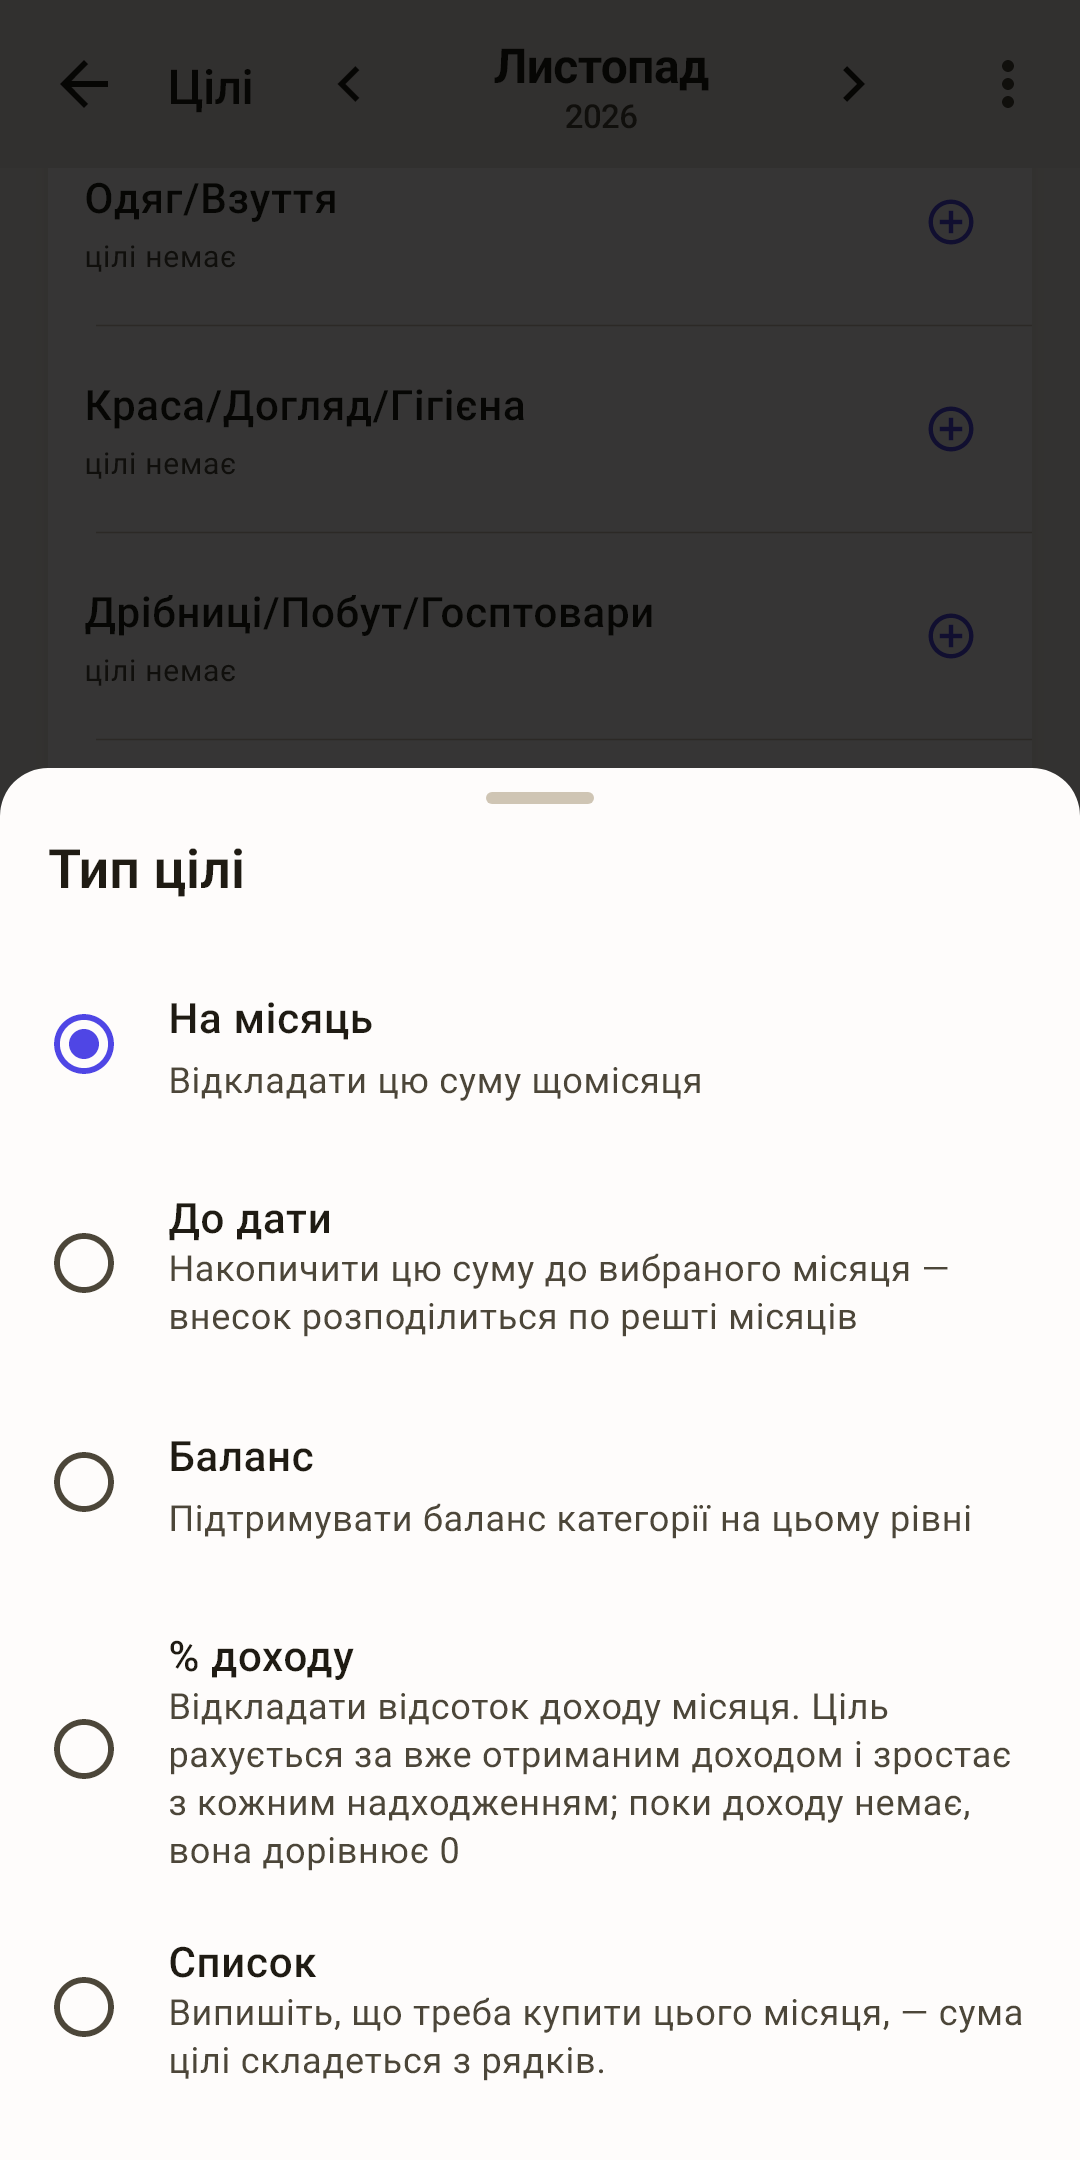 Цілі
Листопад
2026
Одяг/Взуття
цілі немає
Краса/Догляд/Гігієна
цілі немає
Дрібниці/Побут/Госптовари
цілі немає
Тип цілі
На місяць
Відкладати цю суму щомісяця
До дати
Накопичити цю суму до вибраного місяця —
внесок розподілиться по решті місяців
Баланс
Підтримувати баланс категорії на цьому рівні
% доходу
Відкладати відсоток доходу місяця. Ціль
рахується за вже отриманим доходом і зростає
з кожним надходженням; поки доходу немає,
вона дорівнює 0
Список
Випишіть, що треба купити цього місяця, — сума
цілі складеться з рядків.